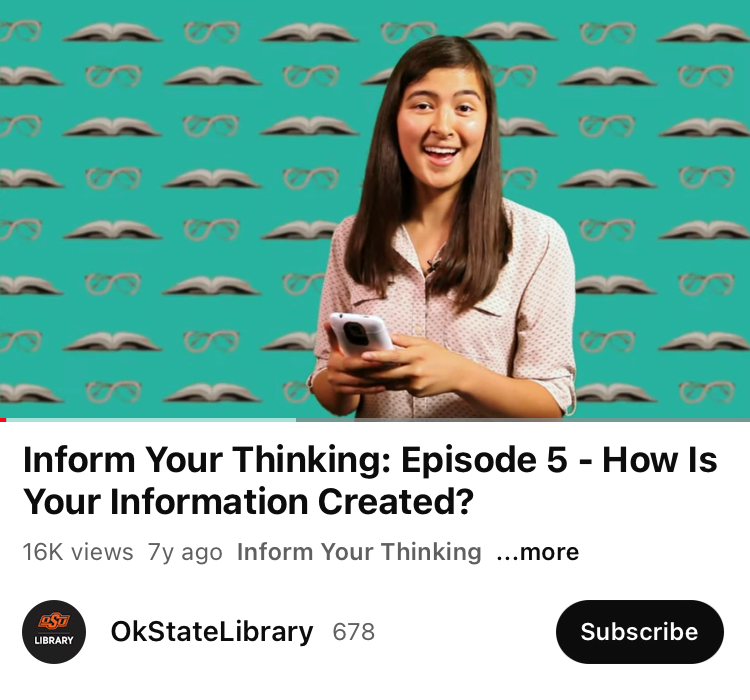 Inform Your Thinking: Episode 5 - How Is
Your Information Created?
16K views 7y ago Inform Your Thinking ...more
OSU
LIBRARY
OkStateLibrary 678
Subscribe